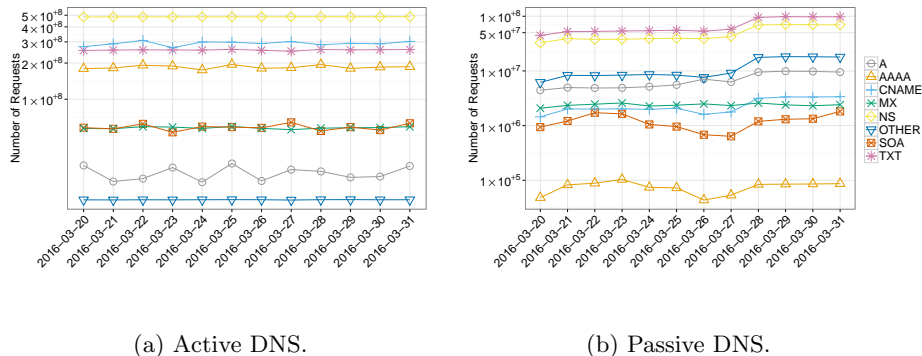 Number of Requests
5×10^-8
4×10^-8
3×10^-8
2×10^-8
1×10^-8
2016-03-20
2016-03-21
2016-03-22
2016-03-23
2016-03-24
2016-03-25
2016-03-26
2016-03-27
2016-03-28
2016-03-29
2016-03-30
2016-03-31
(a) Active DNS.
Number of Requests
1×10^-8
5×10^-7
1×10^-7
1×10^-6
1×10^-5
2016-03-20
2016-03-21
2016-03-22
2016-03-23
2016-03-24
2016-03-25
2016-03-26
2016-03-27
2016-03-28
2016-03-29
2016-03-30
2016-03-31
A
AAAA
CNAME
MX
NS
OTHER
SOA
TXT
(b) Passive DNS.